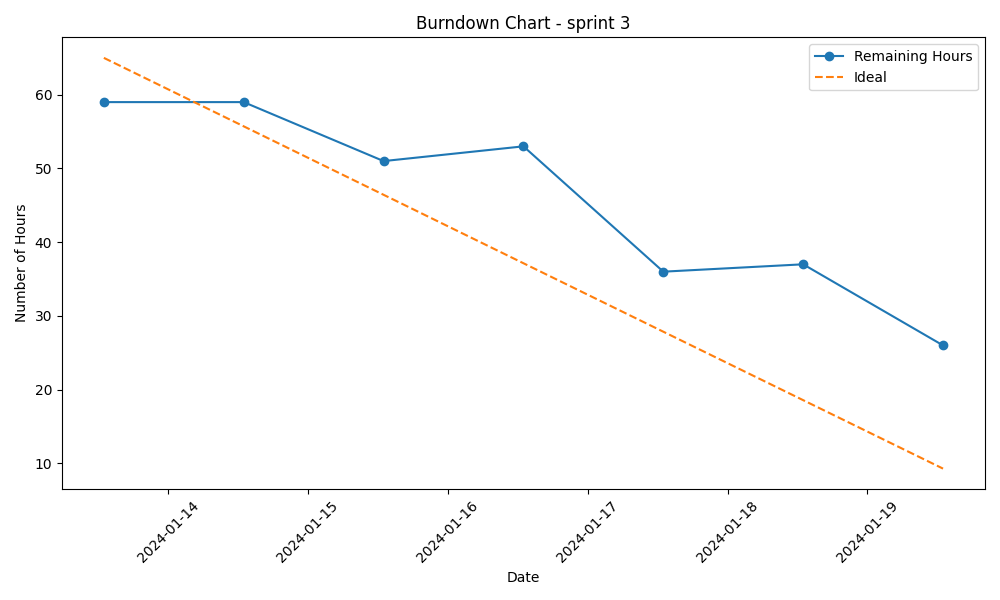 Burndown Chart - sprint 3
Remaining Hours
Ideal
Number of Hours
60
50
40
30
20
10
2024-01-14
2024-01-15
2024-01-16
2024-01-17
2024-01-18
2024-01-19
Date